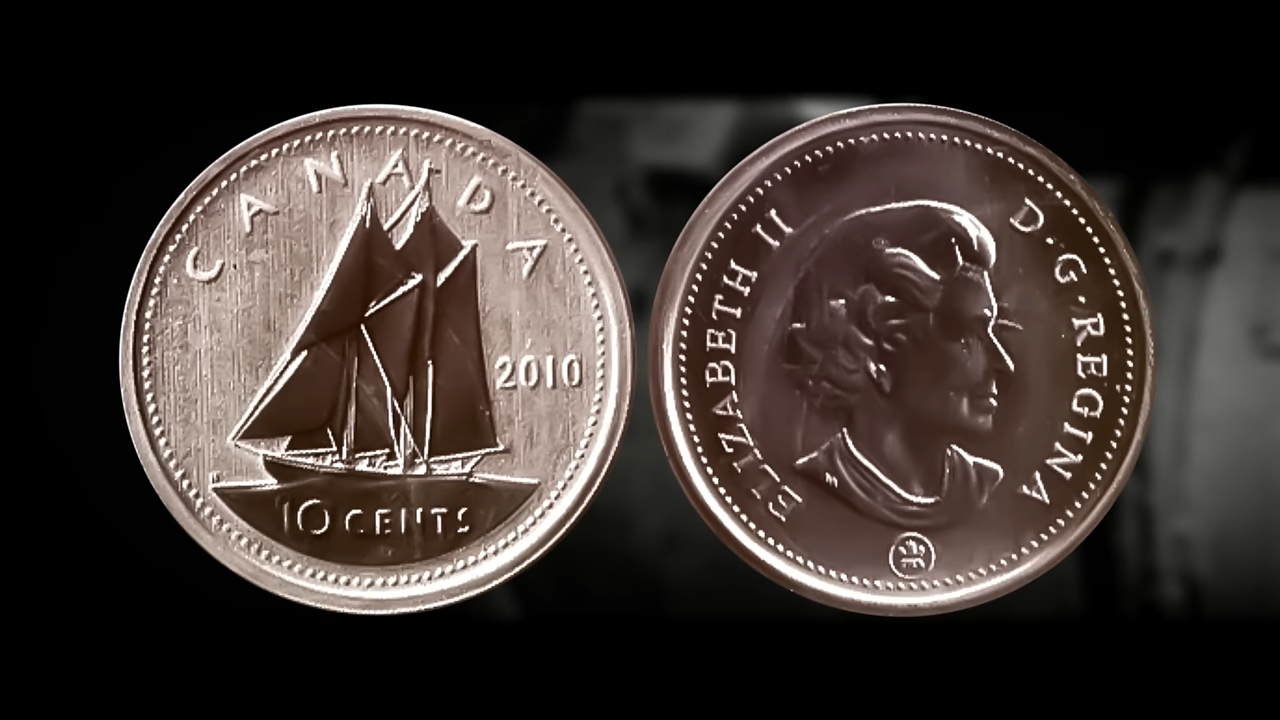 CANADA
2010
10 CENTS
ELIZABETH II
D·G·REGINA